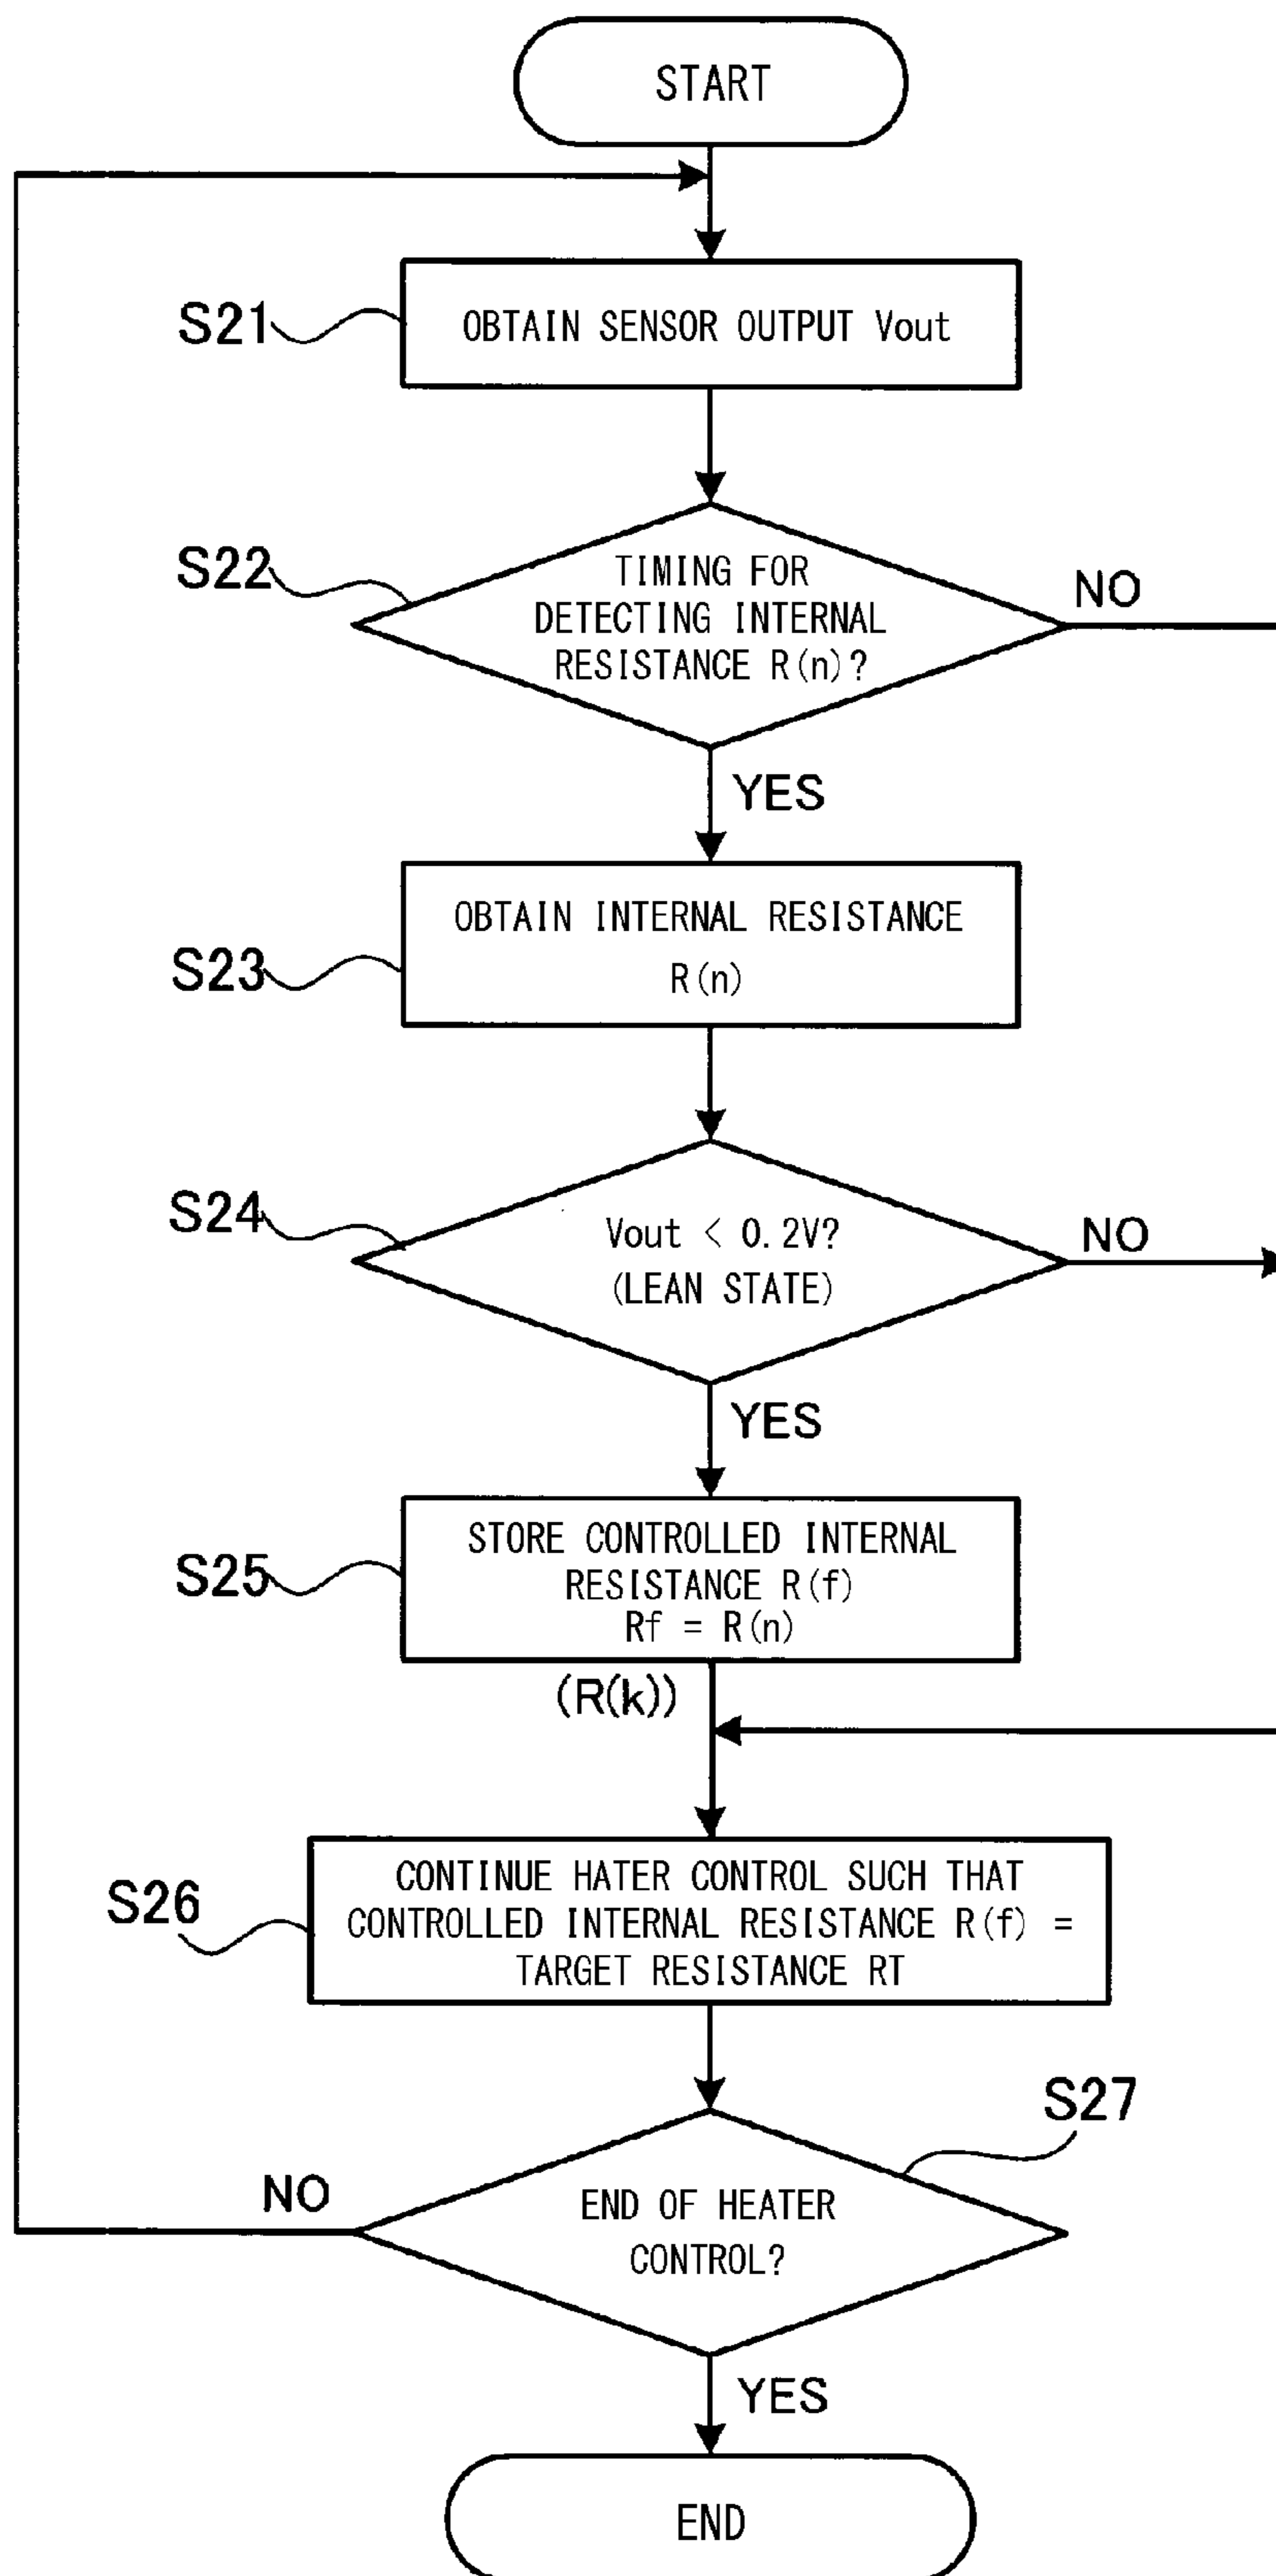 START
S21
OBTAIN SENSOR OUTPUT Vout
S22
TIMING FOR
DETECTING INTERNAL
RESISTANCE R(n)?
NO
YES
S23
OBTAIN INTERNAL RESISTANCE
R(n)
S24
Vout < 0.2V?
(LEAN STATE)
NO
YES
S25
STORE CONTROLLED INTERNAL
RESISTANCE R(f)
Rf = R(n)
(R(k))
S26
CONTINUE HATER CONTROL SUCH THAT
CONTROLLED INTERNAL RESISTANCE R(f) =
TARGET RESISTANCE RT
S27
NO
END OF HEATER
CONTROL?
YES
END